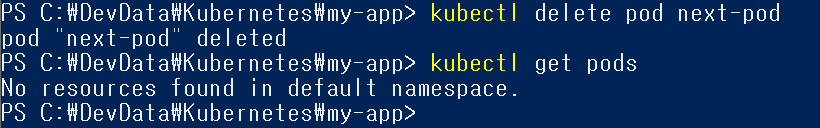 PS C:₩DevData₩Kubernetes₩my-app> kubectl delete pod next-pod
pod "next-pod" deleted
PS C:₩DevData₩Kubernetes₩my-app> kubectl get pods
No resources found in default namespace.
PS C:₩DevData₩Kubernetes₩my-app>